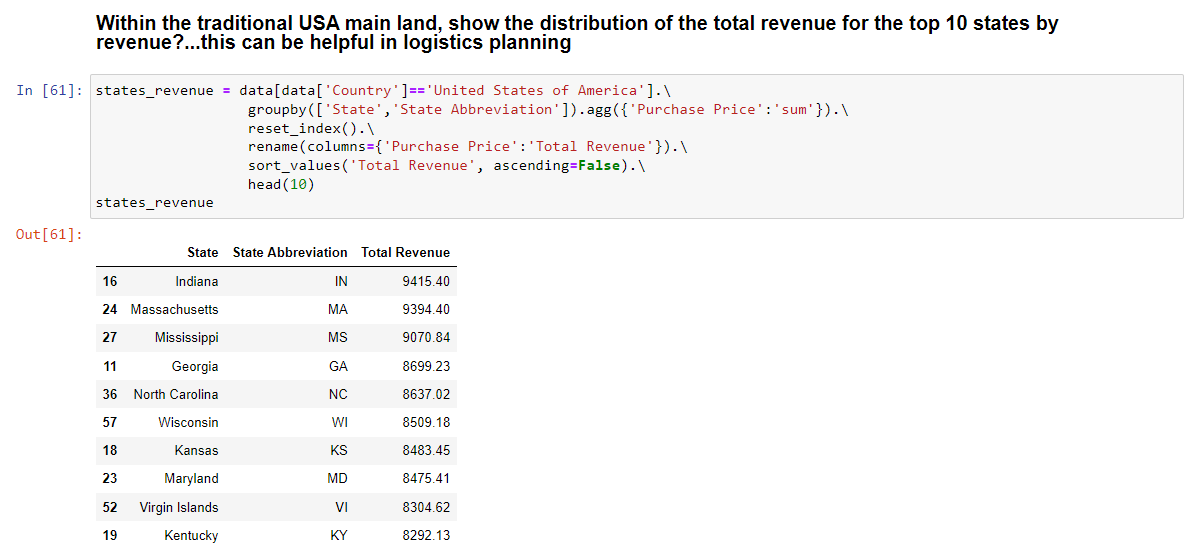 Within the traditional USA main land, show the distribution of the total revenue for the top 10 states by
revenue?...this can be helpful in logistics planning
In [61]: states_revenue = data[data['Country']=='United States of America'].\
groupby(['State','State Abbreviation']).agg({'Purchase Price':'sum'}).\
reset_index().\
rename(columns={'Purchase Price':'Total Revenue'}).\
sort_values('Total Revenue', ascending=False).\
head(10)
states_revenue
Out[61]:
State State Abbreviation Total Revenue
16 Indiana IN 9415.40
24 Massachusetts MA 9394.40
27 Mississippi MS 9070.84
11 Georgia GA 8699.23
36 North Carolina NC 8637.02
57 Wisconsin WI 8509.18
18 Kansas KS 8483.45
23 Maryland MD 8475.41
52 Virgin Islands VI 8304.62
19 Kentucky KY 8292.13